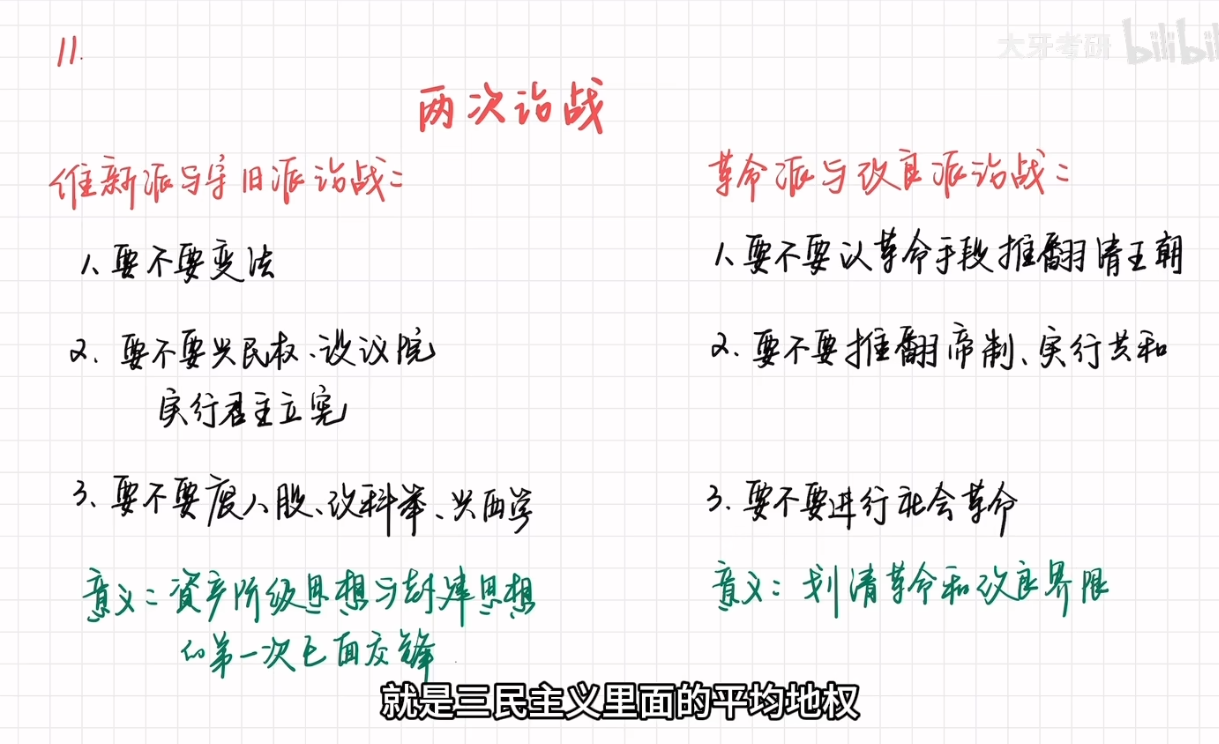 大牙考研 bilibili
11.
两次论战
维新派与守旧派论战：
1、要不要变法
2、要不要兴民权、设议院
实行君主立宪
3、要不要废八股、改科举、兴西学
意义：资产阶级思想与封建思想
的第一次正面交锋
革命派与改良派论战：
1、要不要以革命手段推翻清王朝
2、要不要推翻帝制、实行共和
3、要不要进行社会革命
意义：划清革命和改良界限
就是三民主义里面的平均地权